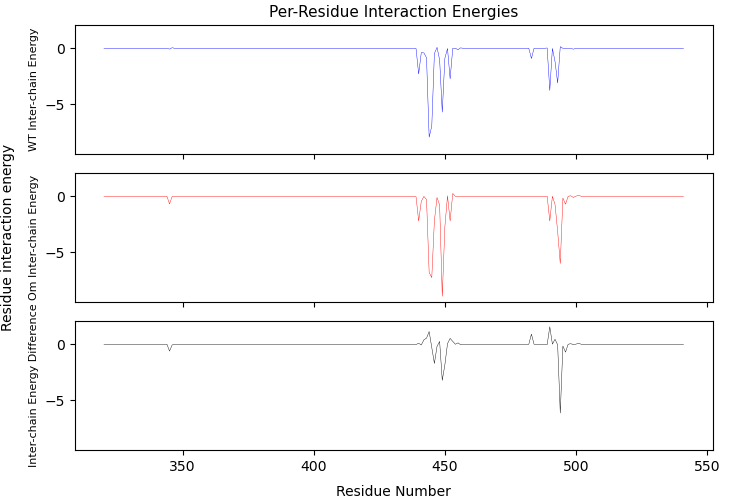 Per-Residue Interaction Energies
Residue interaction energy
WT Inter-chain Energy
0
−5
Om Inter-chain Energy
0
−5
Inter-chain Energy Difference
0
−5
350
400
450
500
550
Residue Number